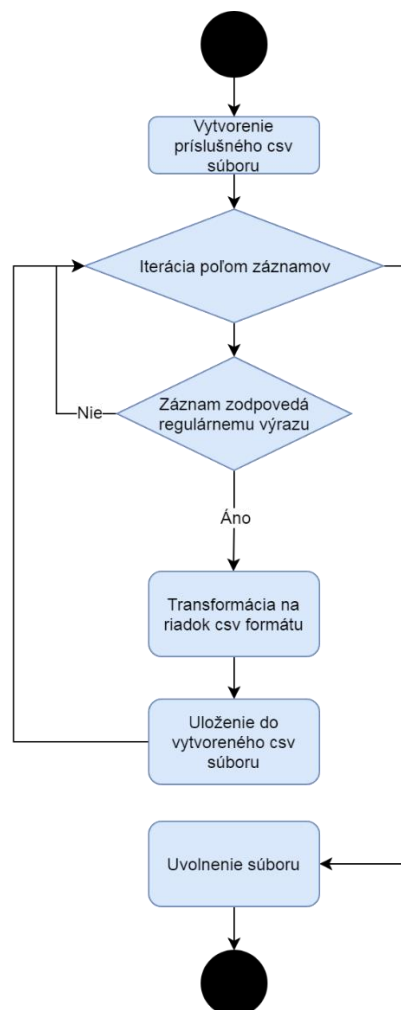 Vytvorenie
príslušného csv
súboru
Iterácia poľom záznamov
Záznam zodpovedá
regulárnemu výrazu
Nie
Áno
Transformácia na
riadok csv formátu
Uloženie do
vytvoreného csv
súboru
Uvolnenie súboru